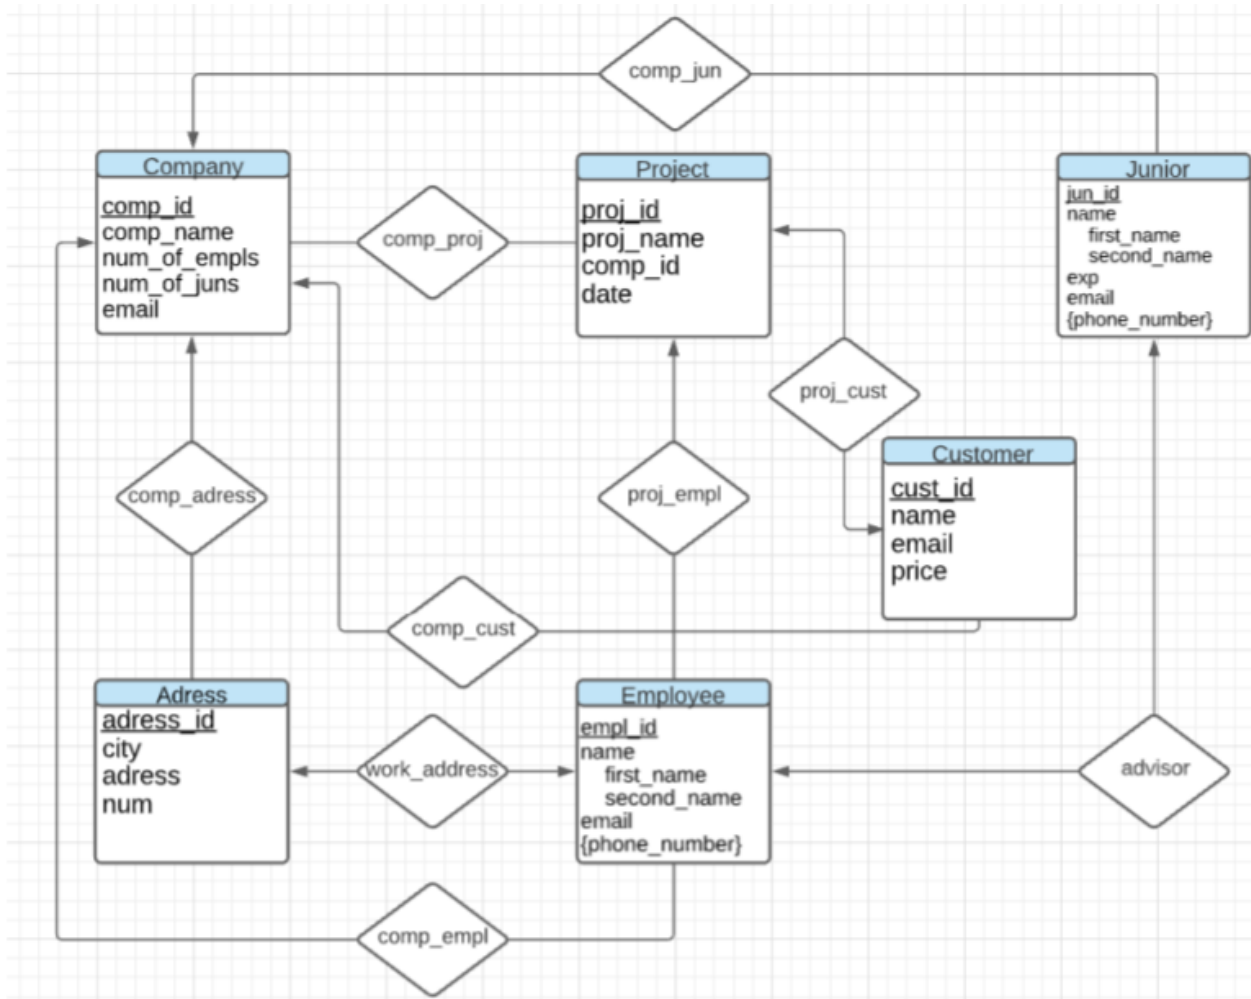 comp_jun
Company
comp_id
comp_name
num_of_empls
num_of_juns
email
comp_proj
Project
proj_id
proj_name
comp_id
date
Junior
jun_id
name
first_name
second_name
exp
email
{phone_number}
proj_cust
comp_adress
proj_empl
Customer
cust_id
name
email
price
comp_cust
Adress
adress_id
city
adress
num
work_address
Employee
empl_id
name
first_name
second_name
email
{phone_number}
advisor
comp_empl